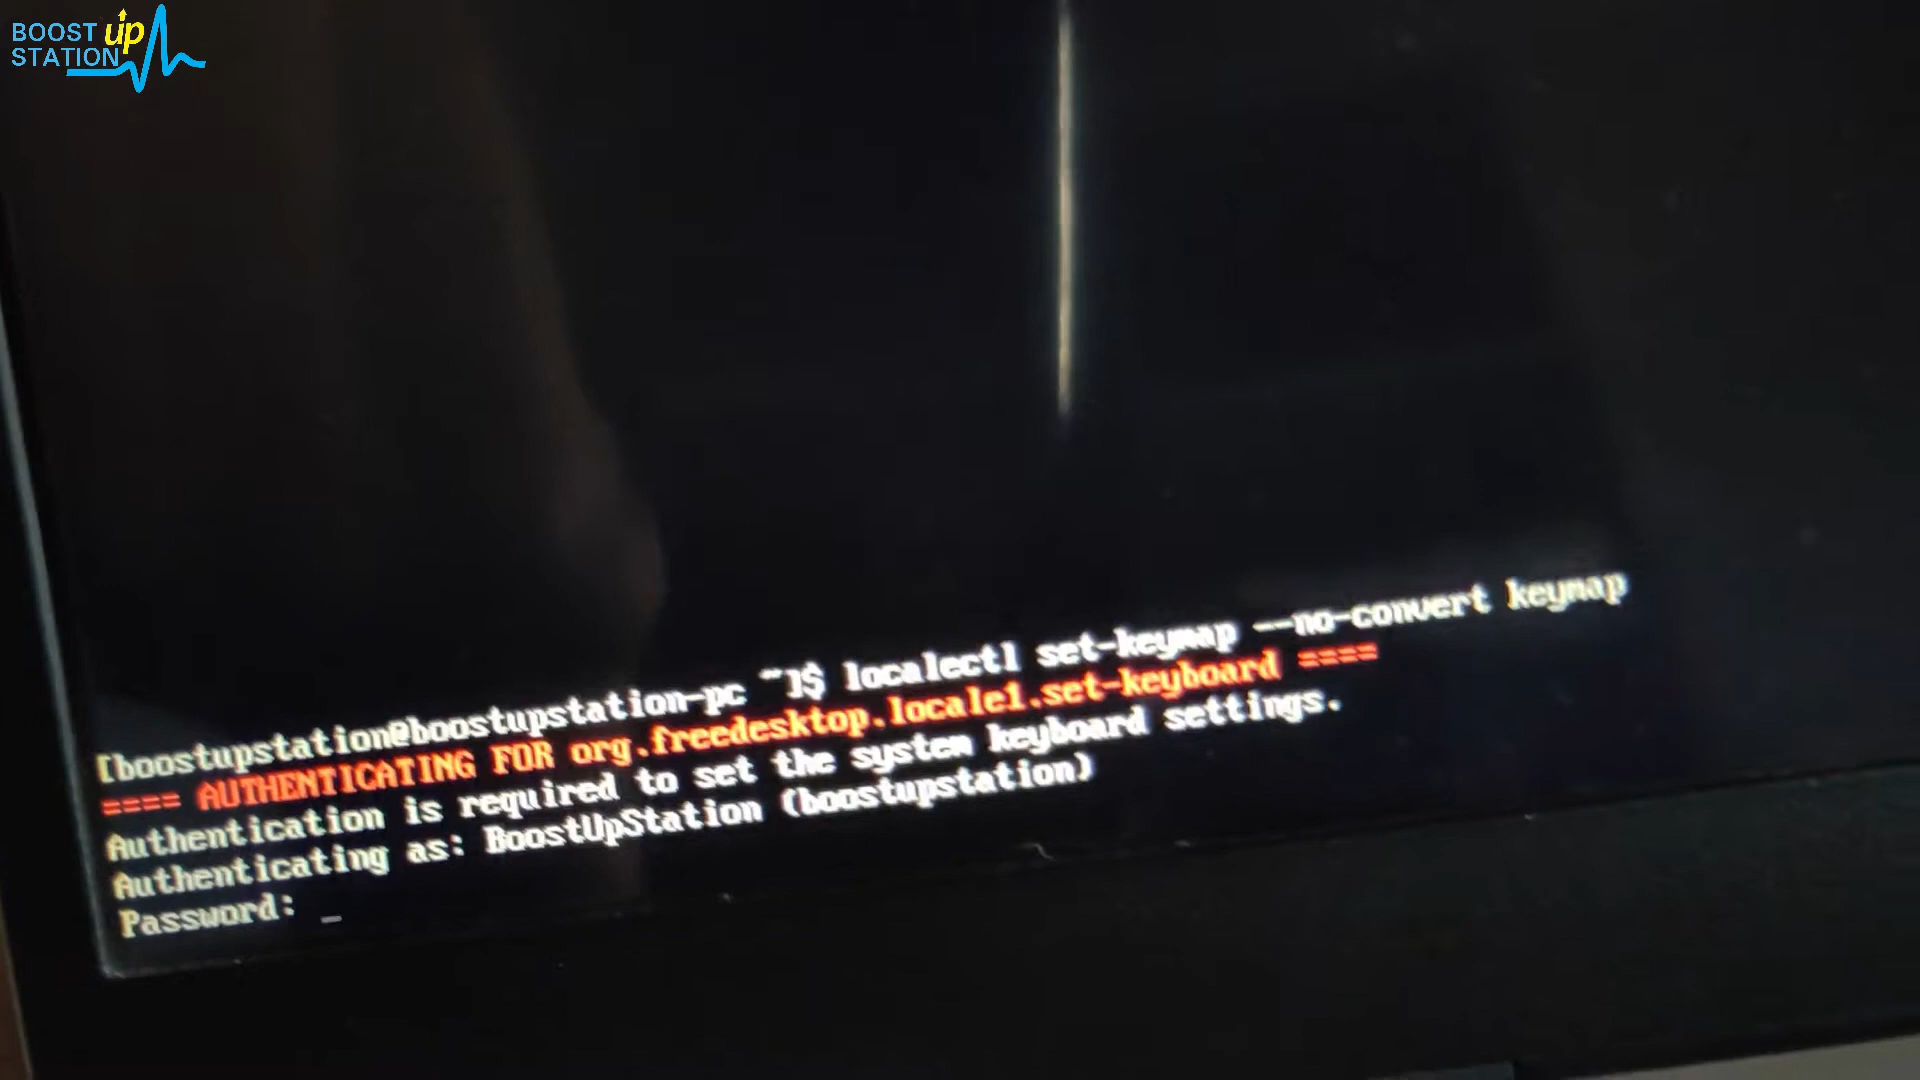 BOOST up
STATION
[boostupstation@boostupstation-pc ~]$ localectl set-keymap --no-convert keymap
==== AUTHENTICATING FOR org.freedesktop.locale1.set-keyboard ====
Authentication is required to set the system keyboard settings.
Authenticating as: BoostUpStation (boostupstation)
Password: _